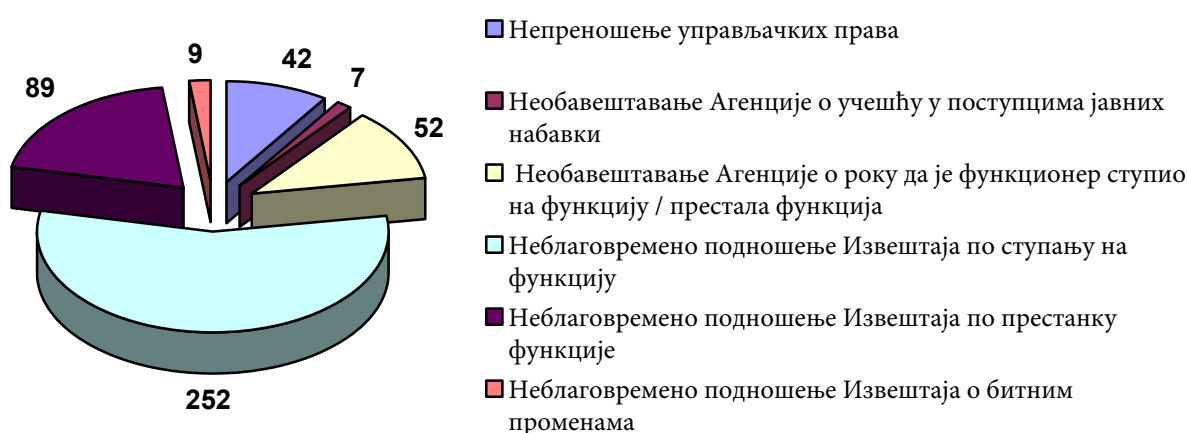 9
42
7
89
52
252
Непреношење управљачких права
Необавештавање Агенције о учешћу у поступцима јавних
набавки
Необавештавање Агенције о року да је функционер ступио
на функцију / престала функција
Неблаговремено подношење Извештаја по ступању на
функцију
Неблаговремено подношење Извештаја по престанку
функције
Неблаговремено подношење Извештаја о битним
променама